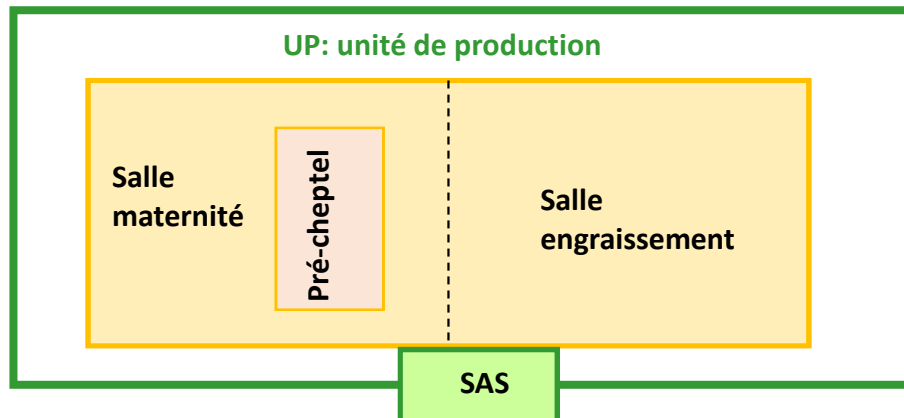 UP: unité de production
Salle
maternité
Pré-cheptel
Salle
engraissement
SAS